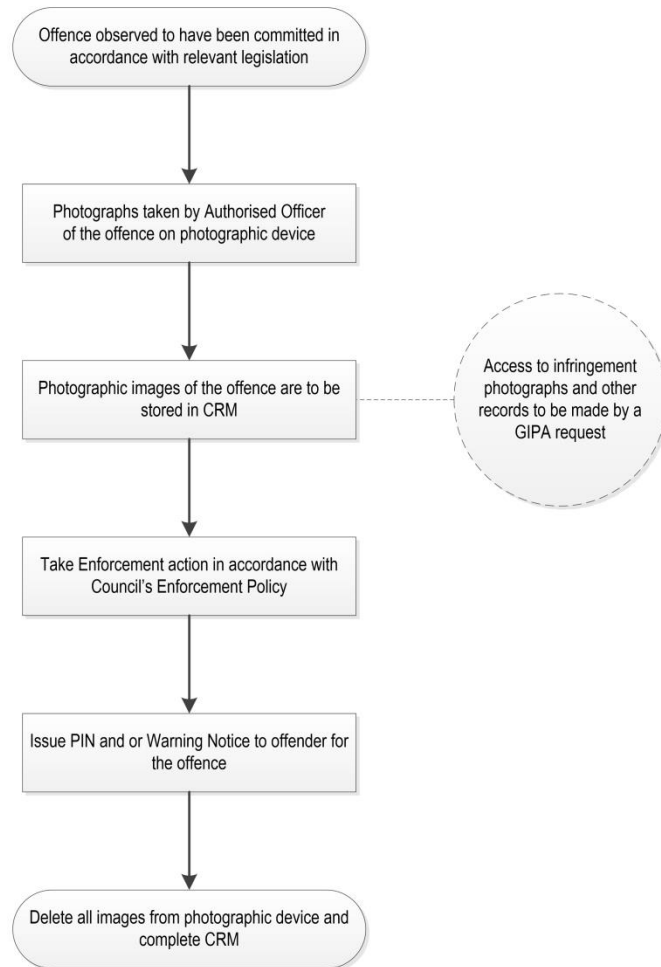 Offence observed to have been committed in
accordance with relevant legislation
Photographs taken by Authorised Officer
of the offence on photographic device
Photographic images of the offence are to be
stored in CRM
Access to infringement
photographs and other
records to be made by a
GIPA request
Take Enforcement action in accordance with
Council's Enforcement Policy
Issue PIN and or Warning Notice to offender for
the offence
Delete all images from photographic device and
complete CRM